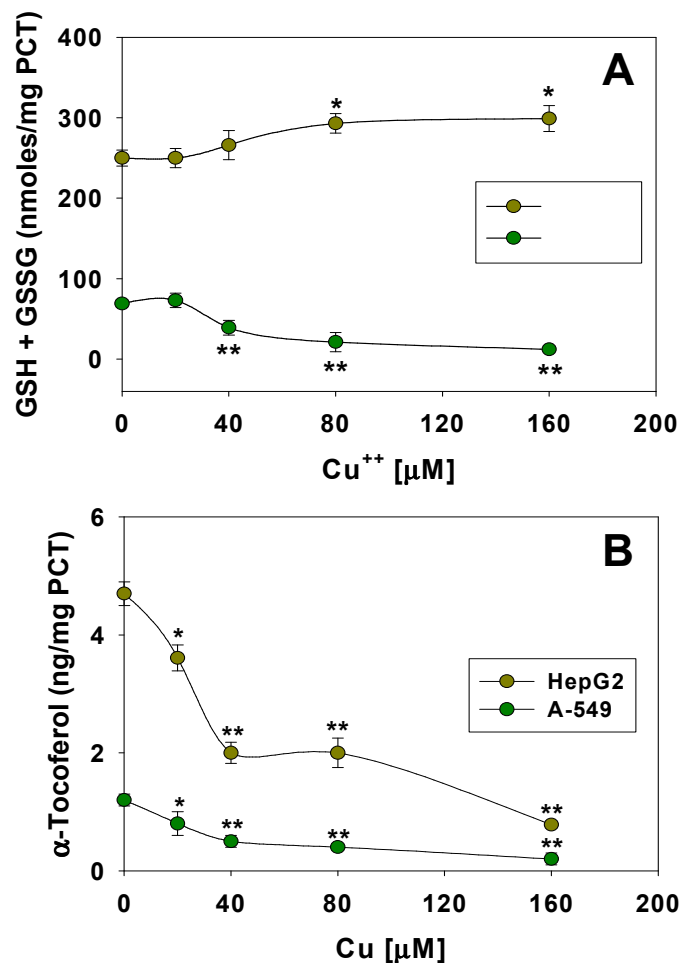 A
GSH + GSSG (nmoles/mg PCT)
400
300
200
100
0
* *
** ** **
0 40 80 120 160 200
Cu++ [μM]
B
α-Tocoferol (ng/mg PCT)
6
4
2
0
* ** ** **
* ** ** **
HepG2
A-549
0 40 80 120 160 200
Cu [μM]